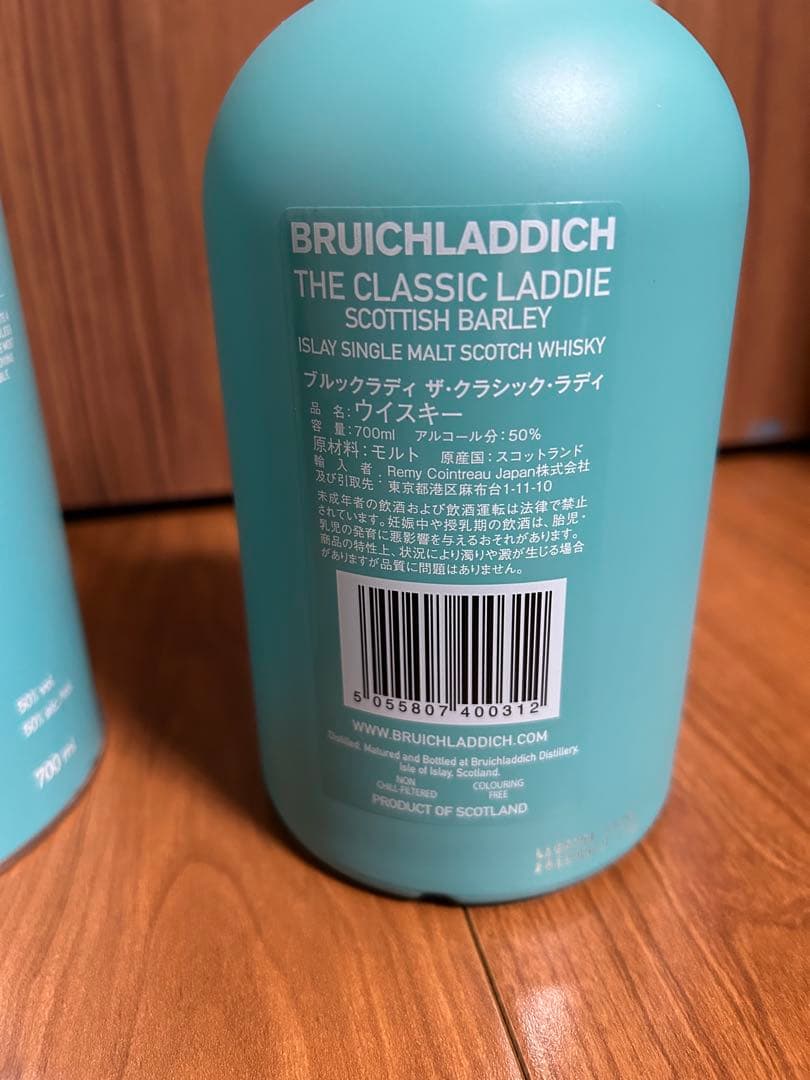 BRUICHLADDICH
THE CLASSIC LADDIE
SCOTTISH BARLEY
ISLAY SINGLE MALT SCOTCH WHISKY
ブルックラディ ザ・クラシック・ラディ
品 名:ウイスキー
容 量:700ml アルコール分:50%
原材料:モルト 原産国:スコットランド
輸 入 者:Remy Cointreau Japan株式会社
及び引取先:東京都港区麻布台1-11-10
未成年者の飲酒および飲酒運転は法律で禁止
されています。妊娠中や授乳期の飲酒は、胎児・
乳児の発育に悪影響を与えるおそれがあります。
商品の特性上、状況により濁りや澱が生じる場合
がありますが品質に問題はありません。
5 055807 400312
WWW.BRUICHLADDICH.COM
Distilled, Matured and Bottled at Bruichladdich Distillery,
Isle of Islay, Scotland.
NON
CHILL-FILTERED
COLOURING
FREE
PRODUCT OF SCOTLAND
50% vol
50% alc. vol.
700 ml